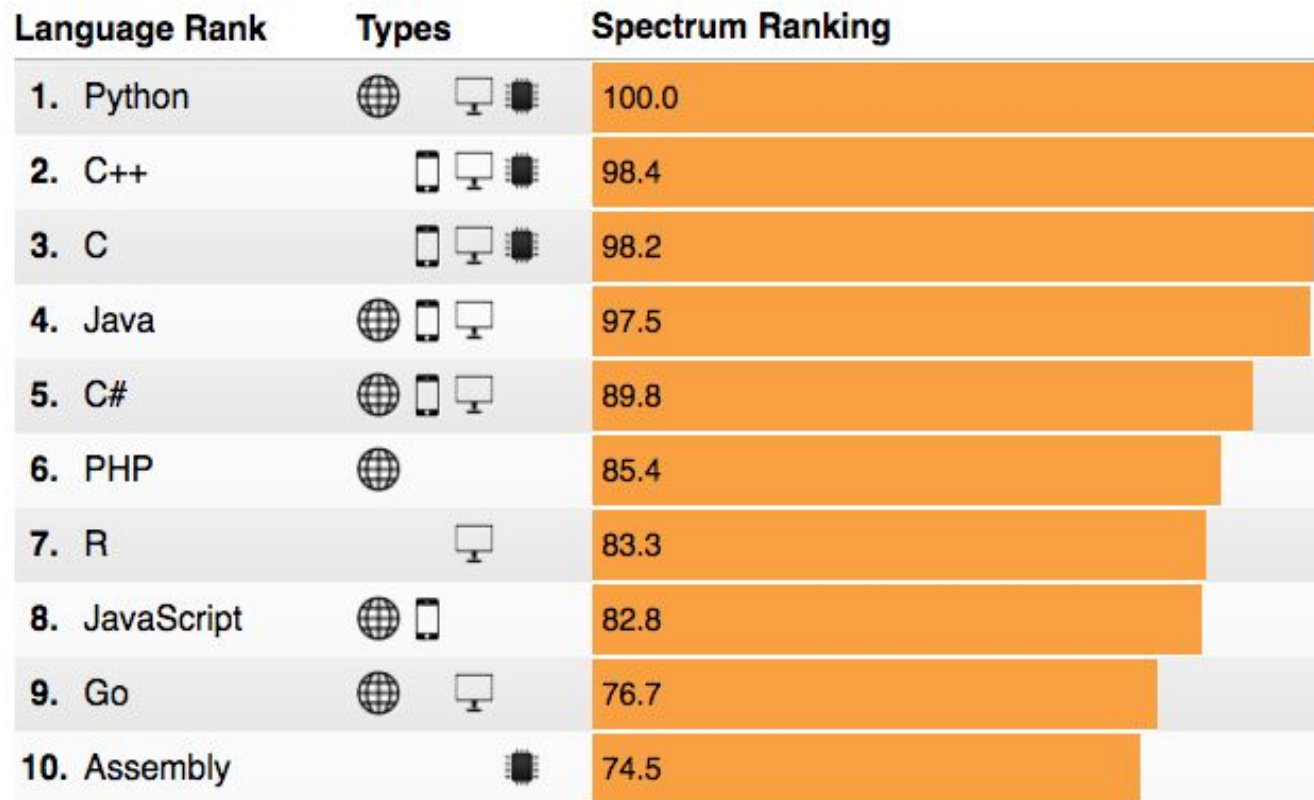 Language Rank Types Spectrum Ranking
1. Python 100.0
2. C++ 98.4
3. C 98.2
4. Java 97.5
5. C# 89.8
6. PHP 85.4
7. R 83.3
8. JavaScript 82.8
9. Go 76.7
10. Assembly 74.5